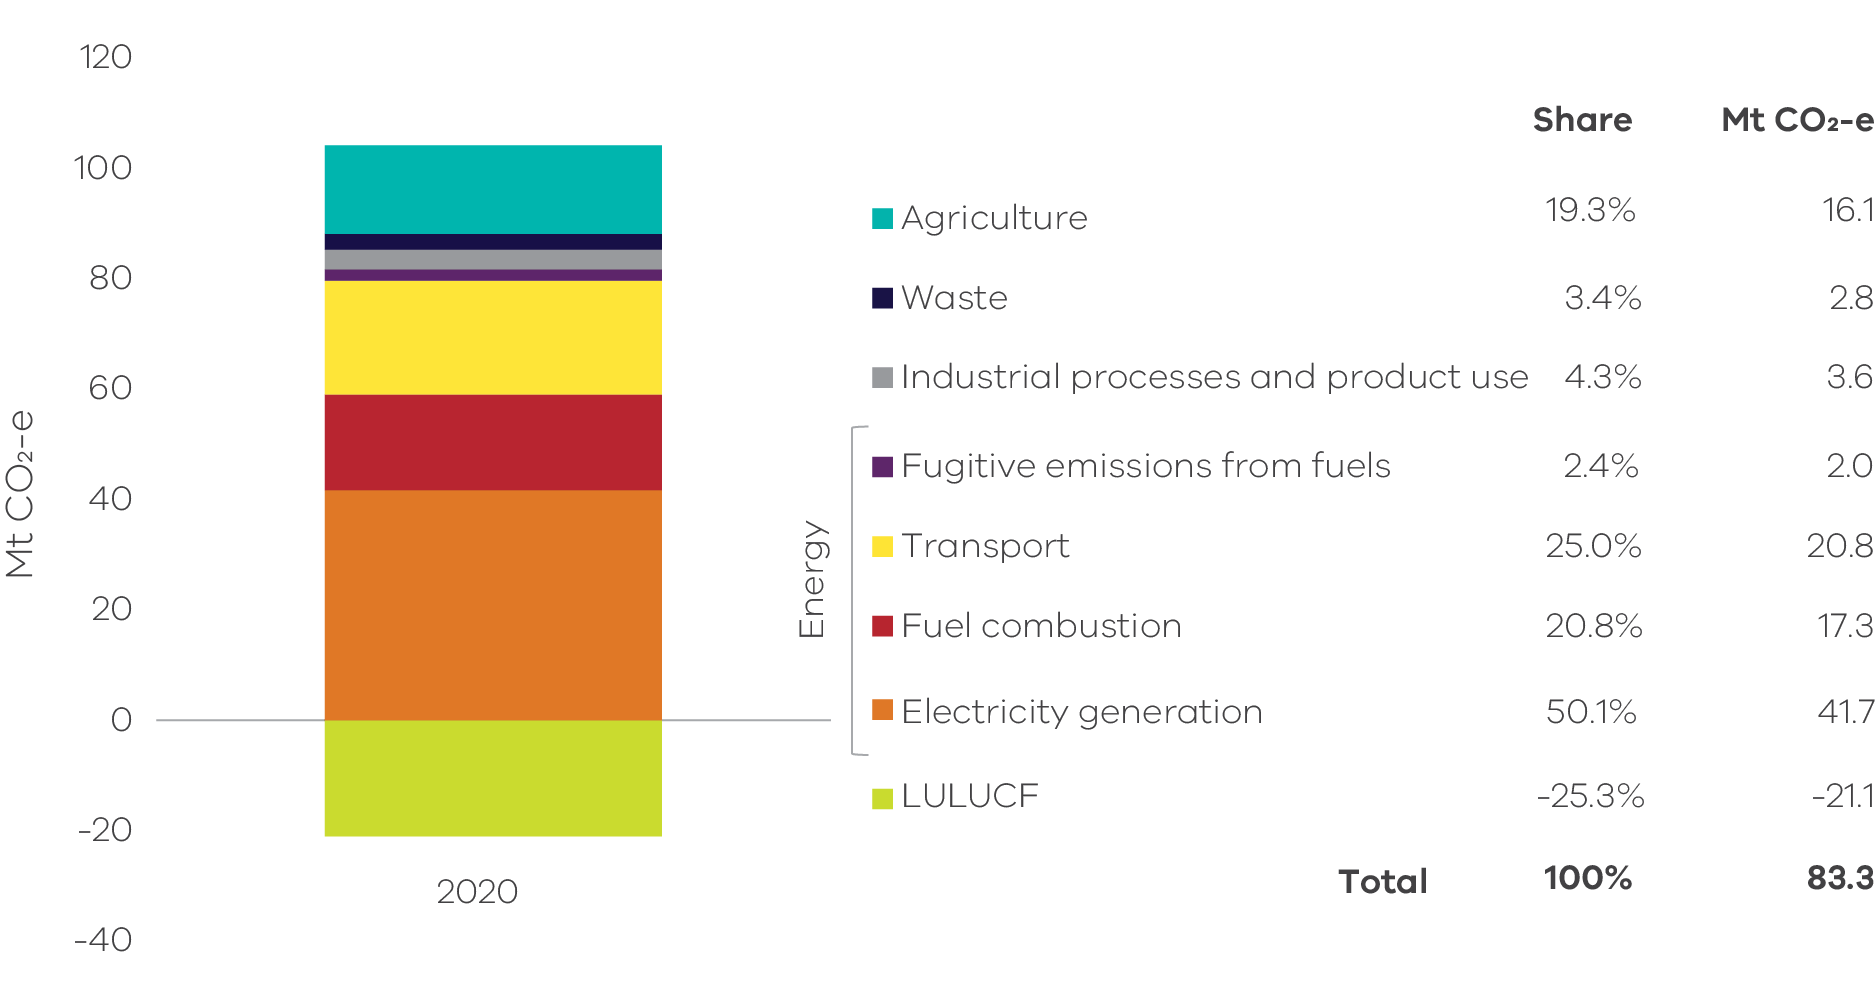 120
100
80
60
40
20
0
-20
-40
Mt CO₂-e
2020
Share Mt CO₂-e
Agriculture 19.3% 16.1
Waste 3.4% 2.8
Industrial processes and product use 4.3% 3.6
Energy
Fugitive emissions from fuels 2.4% 2.0
Transport 25.0% 20.8
Fuel combustion 20.8% 17.3
Electricity generation 50.1% 41.7
LULUCF -25.3% -21.1
Total 100% 83.3